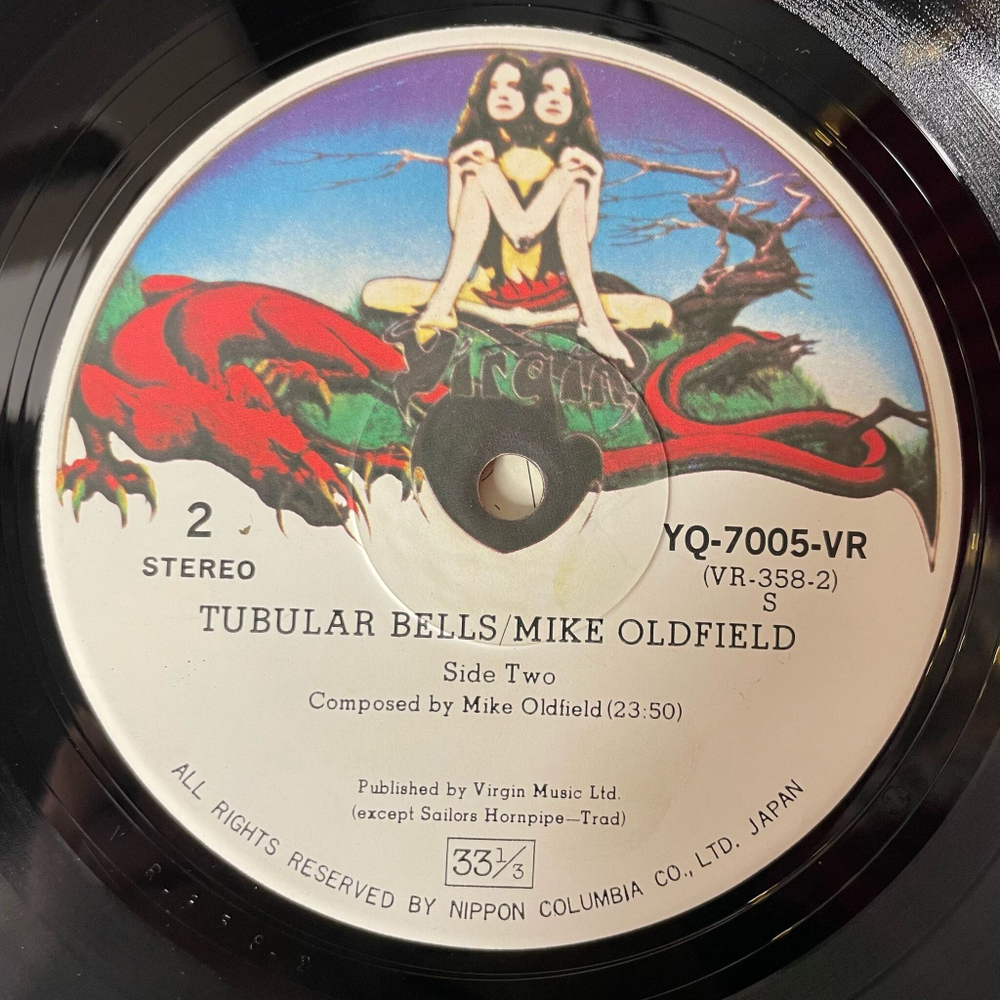 Virgin
2
STEREO
YQ-7005-VR
(VR-358-2)
S
TUBULAR BELLS/MIKE OLDFIELD
Side Two
Composed by Mike Oldfield (23:50)
Published by Virgin Music Ltd.
(except Sailors Hornpipe—Trad)
33⅓
ALL RIGHTS RESERVED BY NIPPON COLUMBIA CO., LTD. JAPAN